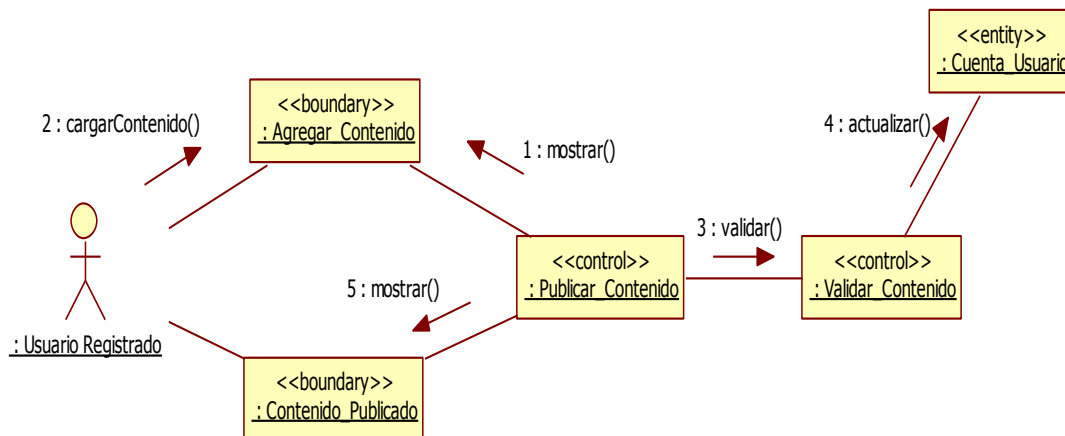 <<entity>>
: Cuenta_Usuario
<<boundary>>
: Agregar_Contenido
2 : cargarContenido()
4 : actualizar()
1 : mostrar()
3 : validar()
<<control>>
: Publicar_Contenido
<<control>>
: Validar_Contenido
5 : mostrar()
: Usuario Registrado
<<boundary>>
: Contenido_Publicado